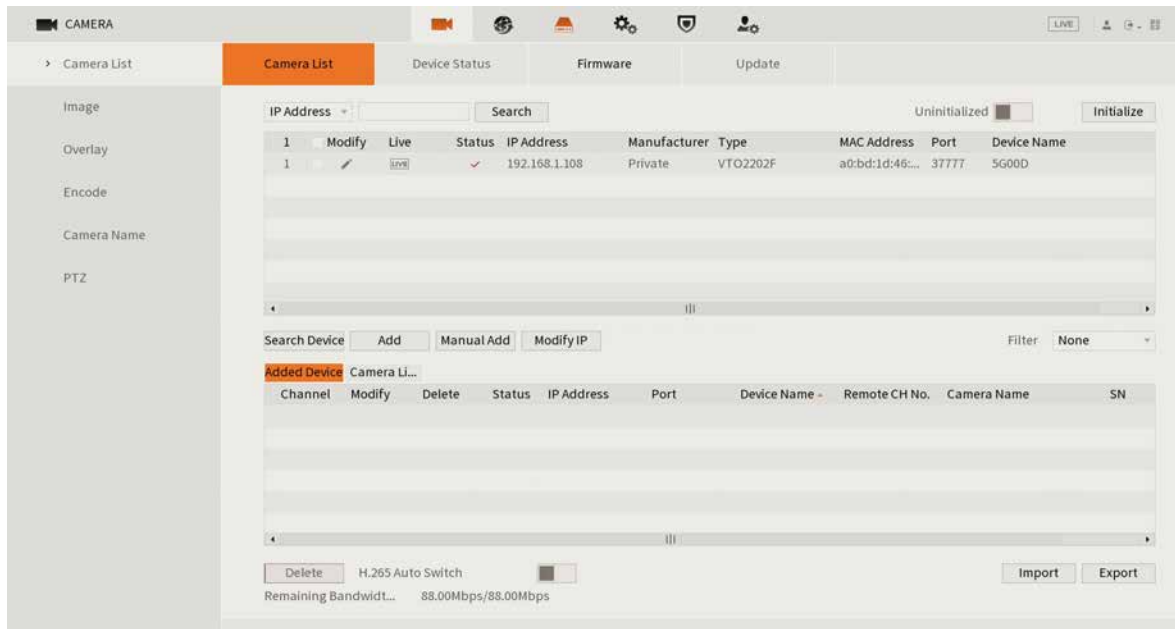 CAMERA LIVE
Camera List Camera List Device Status Firmware Update
Image
IP Address Search Uninitialized Initialize
Overlay
1 Modify Live Status IP Address Manufacturer Type MAC Address Port Device Name
1 LIVE 192.168.1.108 Private VTO2202F a0:bd:1d:46:... 37777 5G00D
Encode
Camera Name
PTZ
Search Device Add Manual Add Modify IP Filter None
Added Device Camera Li...
Channel Modify Delete Status IP Address Port Device Name Remote CH No. Camera Name SN
Delete H.265 Auto Switch Import Export
Remaining Bandwidt... 88.00Mbps/88.00Mbps